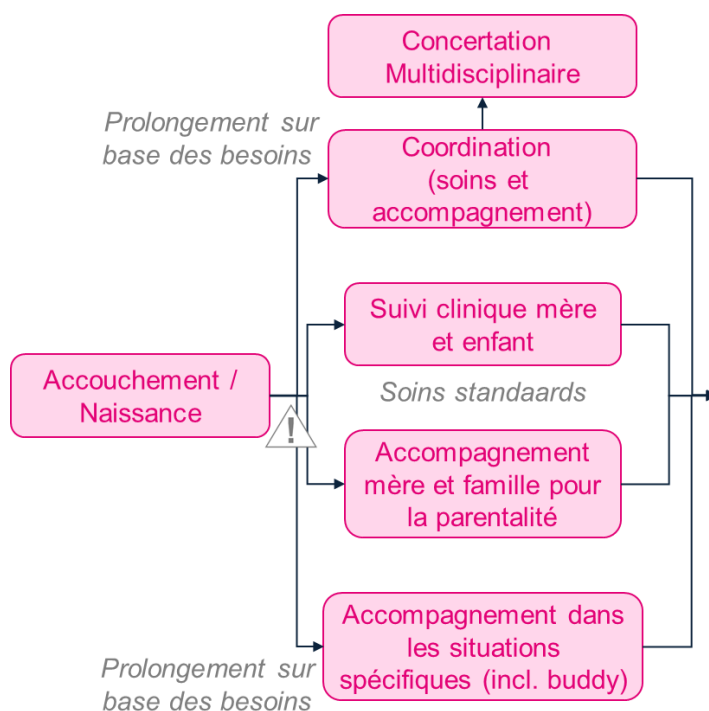 Concertation
Multidisciplinaire
Prolongement sur
base des besoins
Coordination
(soins et
accompagnement)
Suivi clinique mère
et enfant
Accouchement /
Naissance
Soins standaards
!
Accompagnement
mère et famille pour
la parentalité
Accompagnement dans
les situations
spécifiques (incl. buddy)
Prolongement sur
base des besoins